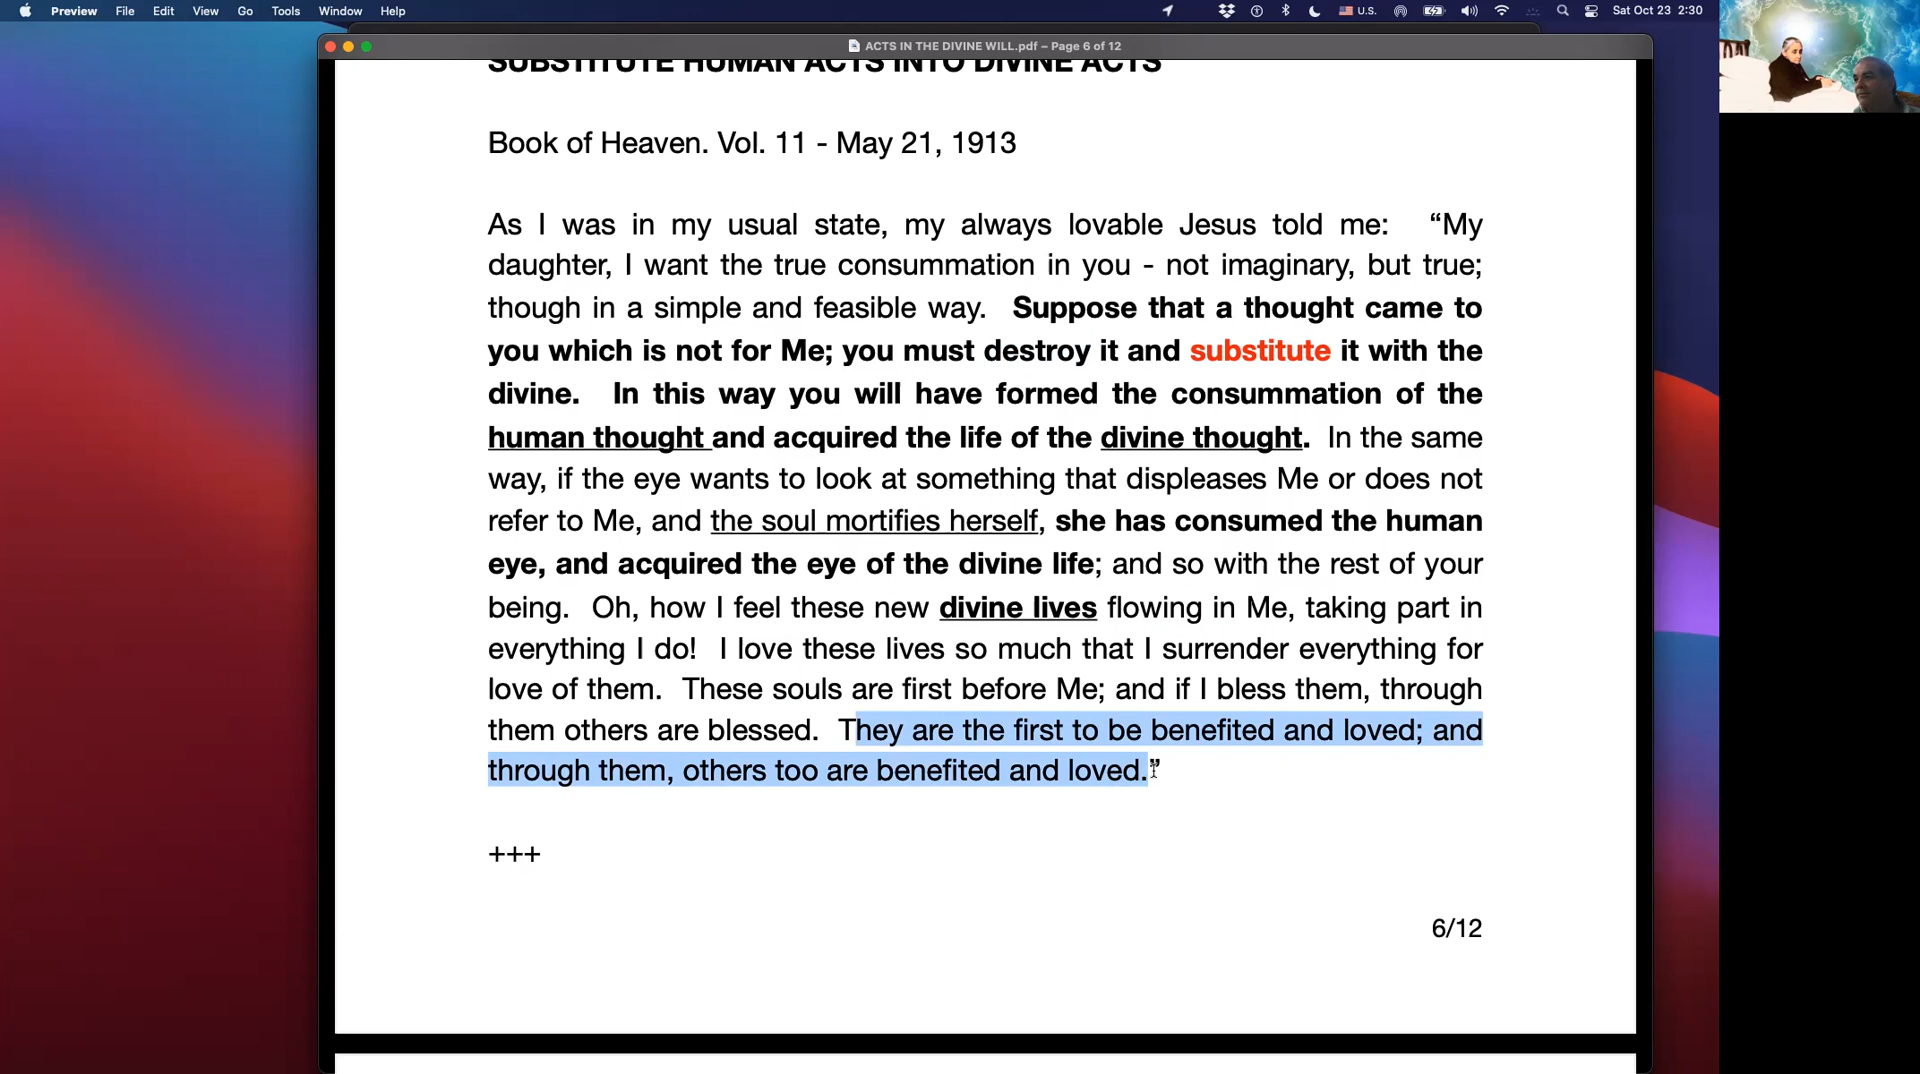 Preview File Edit View Go Tools Window Help U.S. Sat Oct 23 2:30
ACTS IN THE DIVINE WILL.pdf – Page 6 of 12
SUBSTITUTE HUMAN ACTS INTO DIVINE ACTS
Book of Heaven. Vol. 11 - May 21, 1913
As I was in my usual state, my always lovable Jesus told me: “My
daughter, I want the true consummation in you - not imaginary, but true;
though in a simple and feasible way. Suppose that a thought came to
you which is not for Me; you must destroy it and substitute it with the
divine. In this way you will have formed the consummation of the
human thought and acquired the life of the divine thought. In the same
way, if the eye wants to look at something that displeases Me or does not
refer to Me, and the soul mortifies herself, she has consumed the human
eye, and acquired the eye of the divine life; and so with the rest of your
being. Oh, how I feel these new divine lives flowing in Me, taking part in
everything I do! I love these lives so much that I surrender everything for
love of them. These souls are first before Me; and if I bless them, through
them others are blessed. They are the first to be benefited and loved; and
through them, others too are benefited and loved.”
+++
6/12